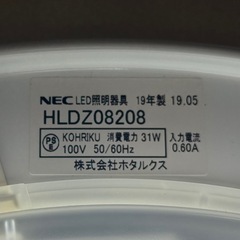 NEC LED照明器具 19年製 19.05
HLDZ08208
PS E KOHRIKU 消費電力 31W 入力電流
100V 50/60Hz 0.60A
株式会社ホタルクス